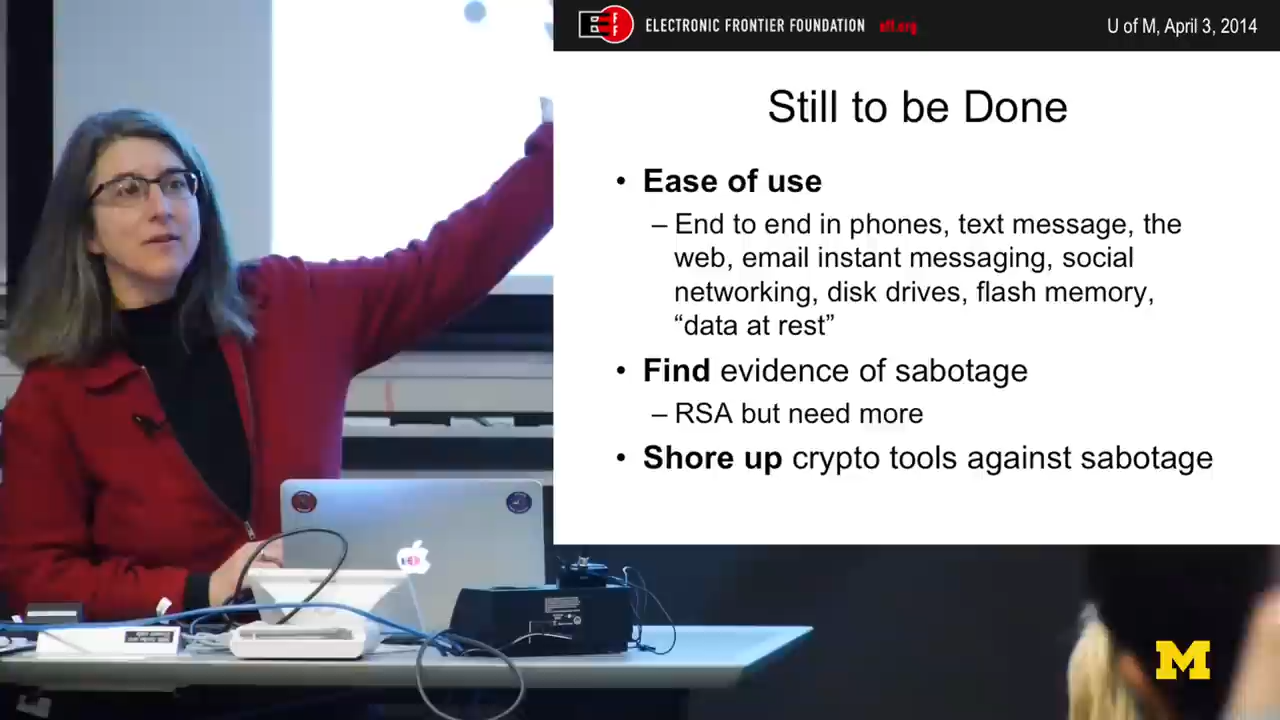 ELECTRONIC FRONTIER FOUNDATION eff.org
U of M, April 3, 2014
Still to be Done
• Ease of use
– End to end in phones, text message, the
web, email instant messaging, social
networking, disk drives, flash memory,
“data at rest”
• Find evidence of sabotage
– RSA but need more
• Shore up crypto tools against sabotage
M